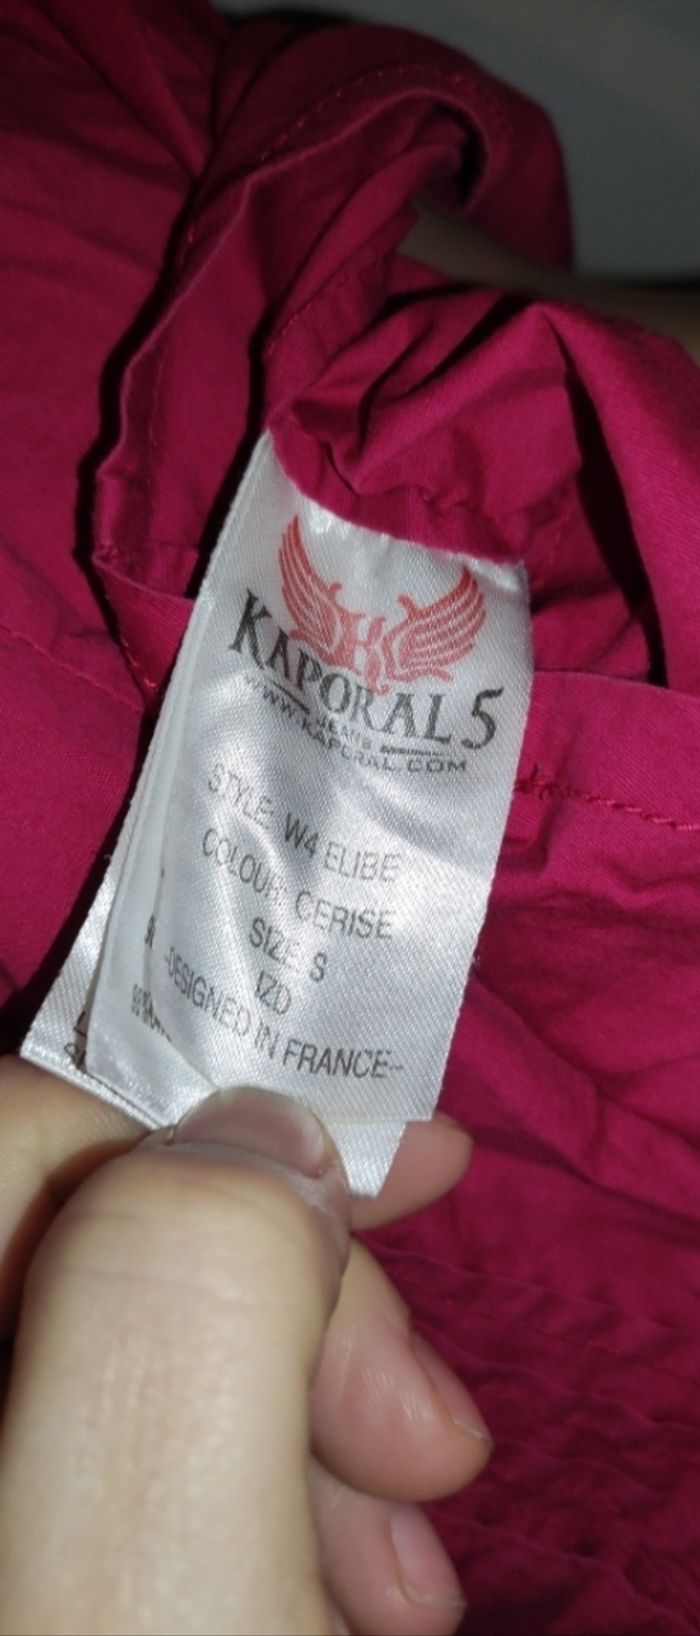 K
KAPORAL 5
JEANS
WWW.KAPORAL.COM
STYLE: W4 ELIBE
COLOUR: CERISE
SIZE: S
IZD
-DESIGNED IN FRANCE-